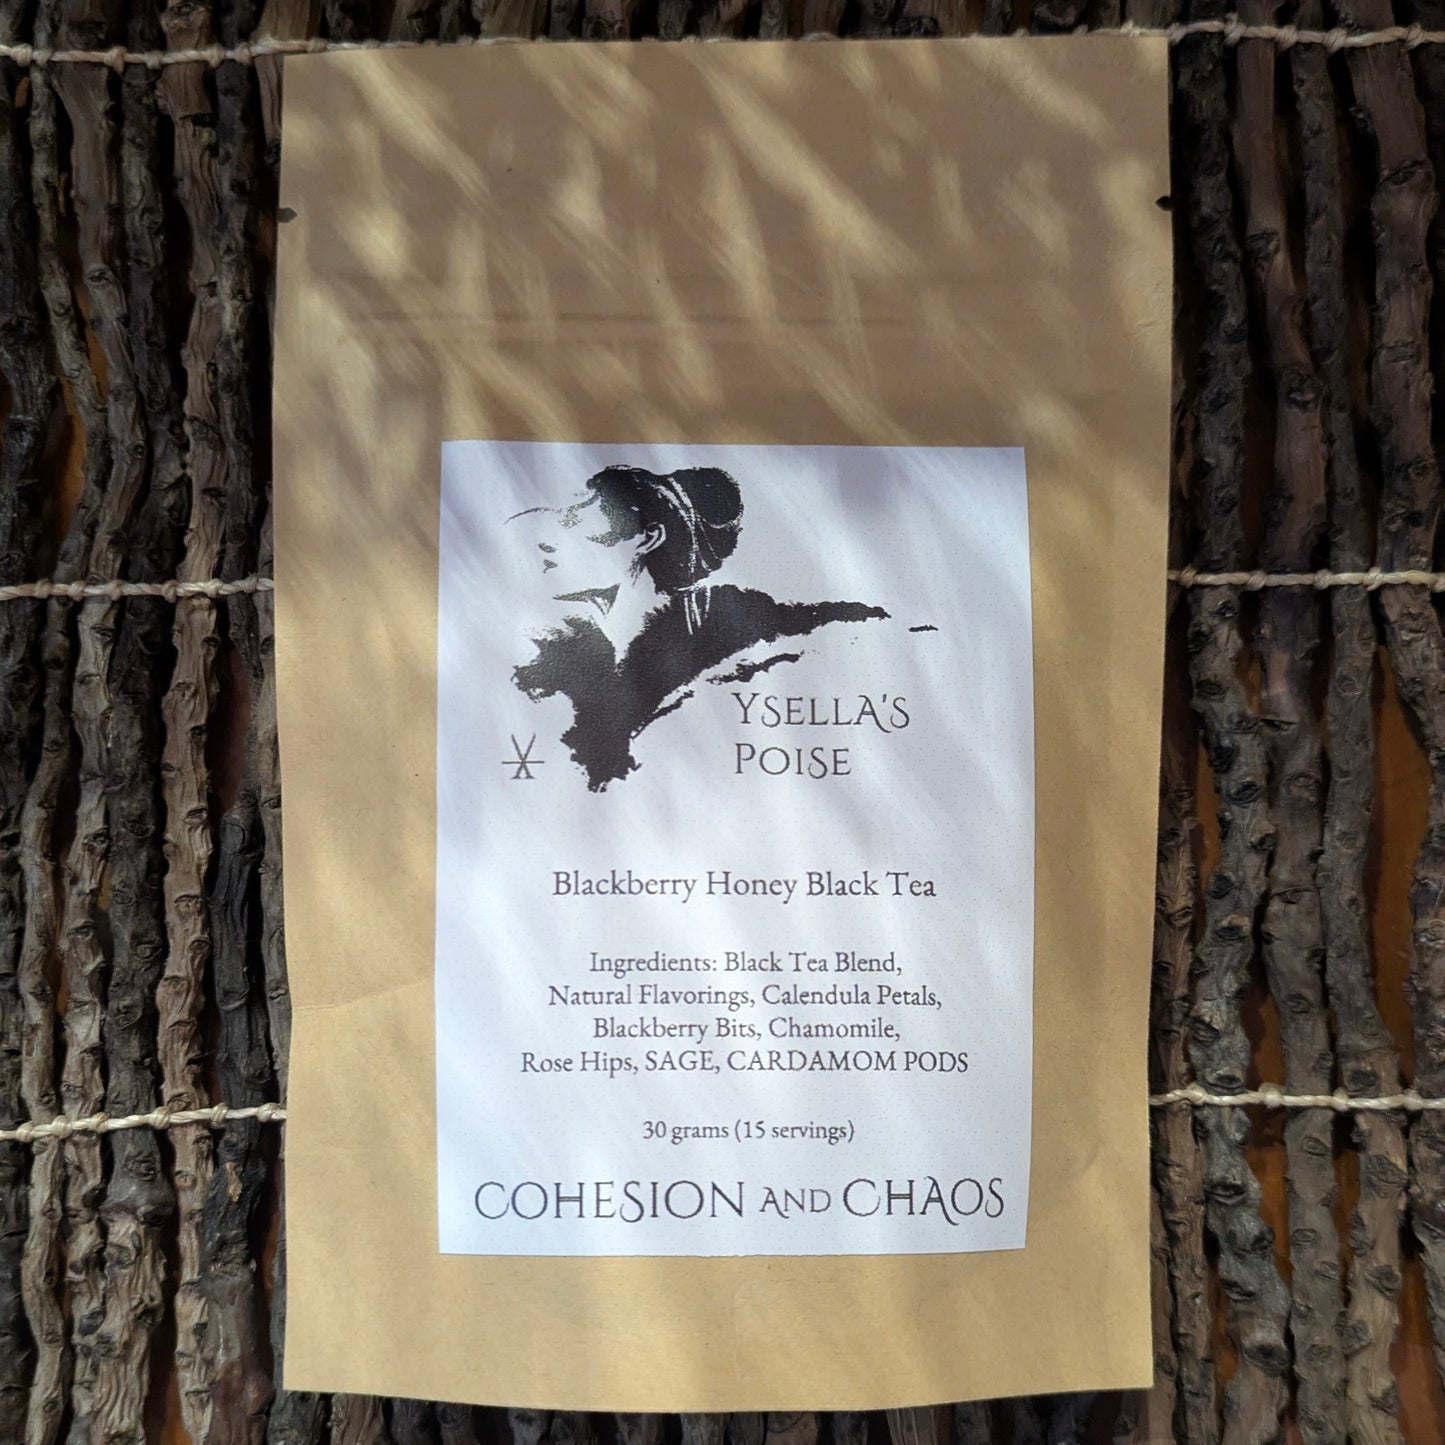 YSELLA'S
POISE
Blackberry Honey Black Tea
Ingredients: Black Tea Blend,
Natural Flavorings, Calendula Petals,
Blackberry Bits, Chamomile,
Rose Hips, SAGE, CARDAMOM PODS
30 grams (15 servings)
COHESION AND CHAOS